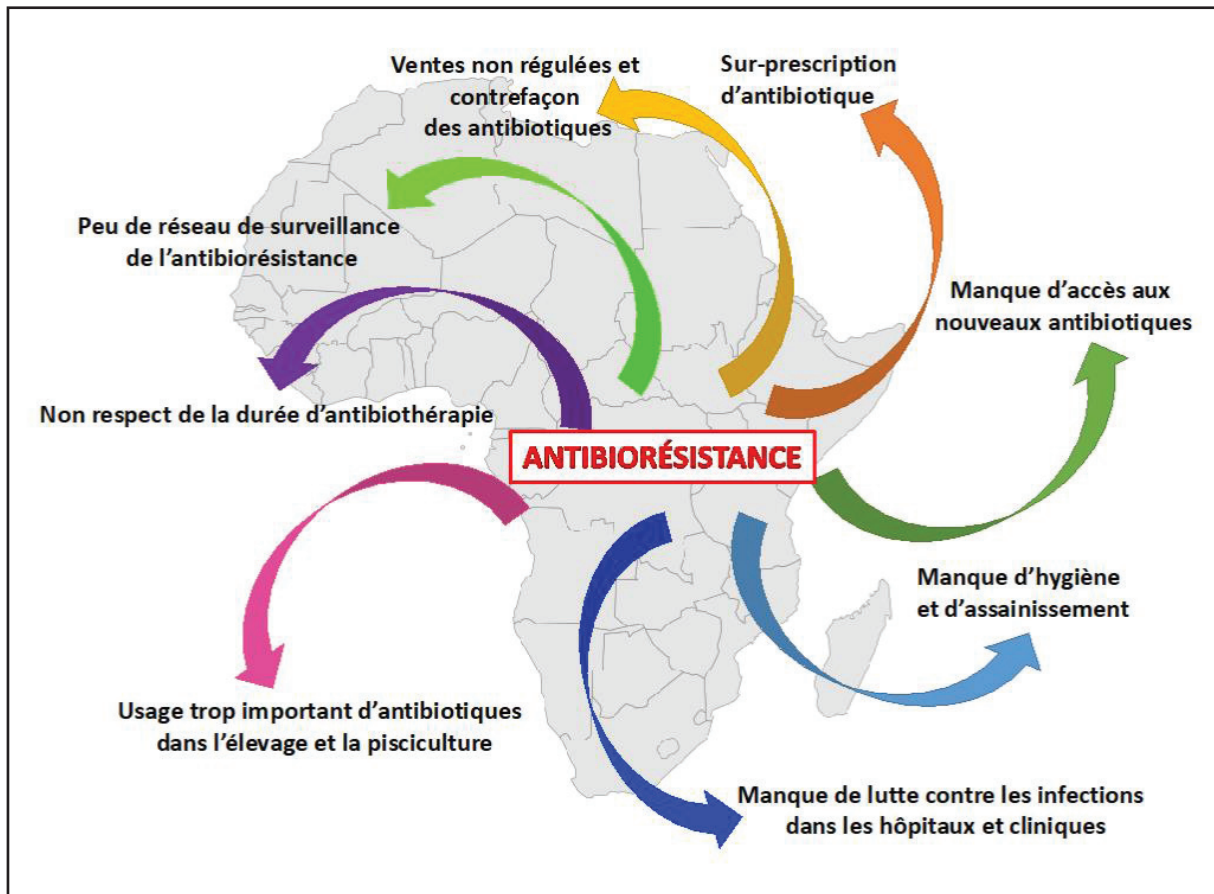 Ventes non régulées et
contrefaçon
des antibiotiques
Sur-prescription
d'antibiotique
Peu de réseau de surveillance
de l'antibiorésistance
Manque d'accès aux
nouveaux antibiotiques
Non respect de la durée d'antibiothérapie
ANTIBIORÉSISTANCE
Manque d'hygiène
et d'assainissement
Usage trop important d'antibiotiques
dans l'élevage et la pisciculture
Manque de lutte contre les infections
dans les hôpitaux et cliniques